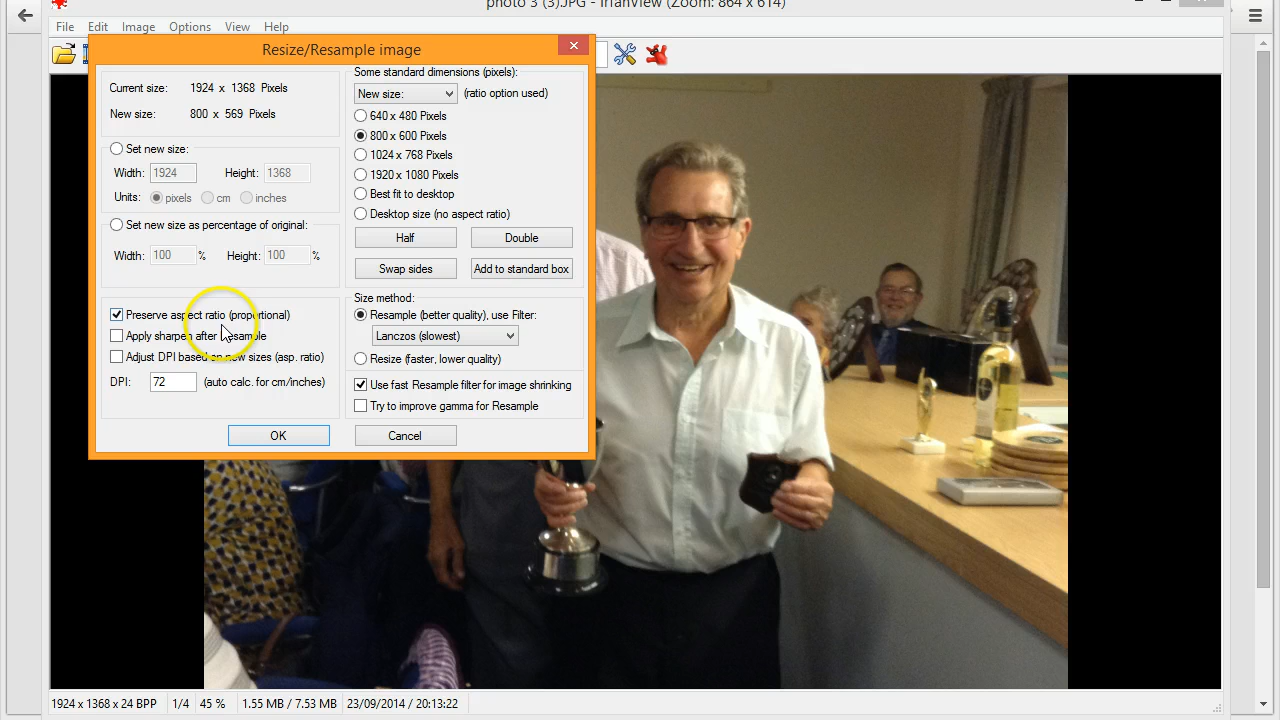 photo 3 (3).JPG - IrfanView (Zoom: 864 x 614)
File Edit Image Options View Help
Resize/Resample image
Current size: 1924 x 1368 Pixels
New size: 800 x 569 Pixels
Set new size:
Width: 1924 Height: 1368
Units: pixels cm inches
Set new size as percentage of original:
Width: 100 % Height: 100 %
Preserve aspect ratio (proportional)
Apply sharpen after Resample
Adjust DPI based on new sizes (asp. ratio)
DPI: 72 (auto calc. for cm/inches)
Some standard dimensions (pixels):
New size: (ratio option used)
640 x 480 Pixels
800 x 600 Pixels
1024 x 768 Pixels
1920 x 1080 Pixels
Best fit to desktop
Desktop size (no aspect ratio)
Half Double
Swap sides Add to standard box
Size method:
Resample (better quality), use Filter:
Lanczos (slowest)
Resize (faster, lower quality)
Use fast Resample filter for image shrinking
Try to improve gamma for Resample
OK Cancel
1924 x 1368 x 24 BPP 1/4 45 % 1.55 MB / 7.53 MB 23/09/2014 / 20:13:22